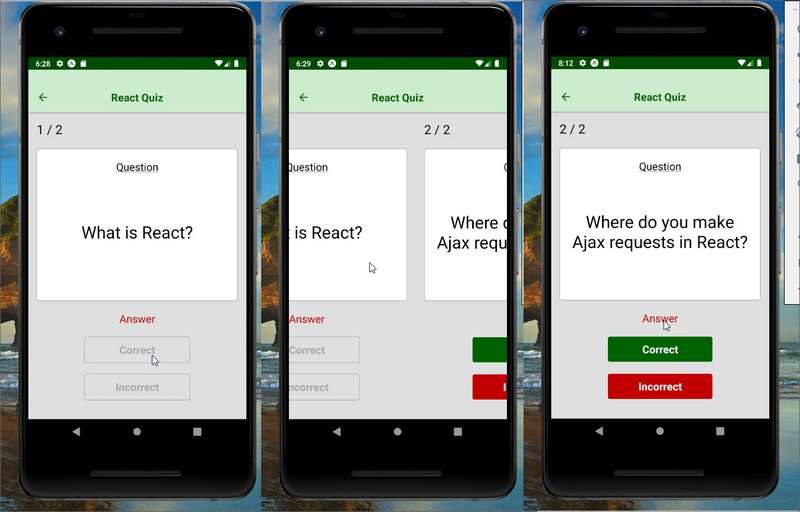 6:28
React Quiz
1 / 2
Question
What is React?
Answer
Correct
Incorrect
6:29
React Quiz
2 / 2
Question
is React?
Where
Ajax requ
Answer
Correct
ncorrect
8:12
React Quiz
2 / 2
Question
Where do you make
Ajax requests in React?
Answer
Correct
Incorrect